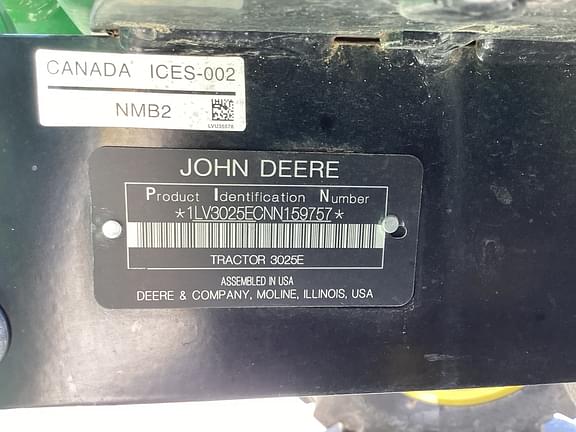 CANADA ICES-002
NMB2
LVU35578
JOHN DEERE
Product Identification Number
*1LV3025ECNN159757*
TRACTOR 3025E
ASSEMBLED IN USA
DEERE & COMPANY, MOLINE, ILLINOIS, USA